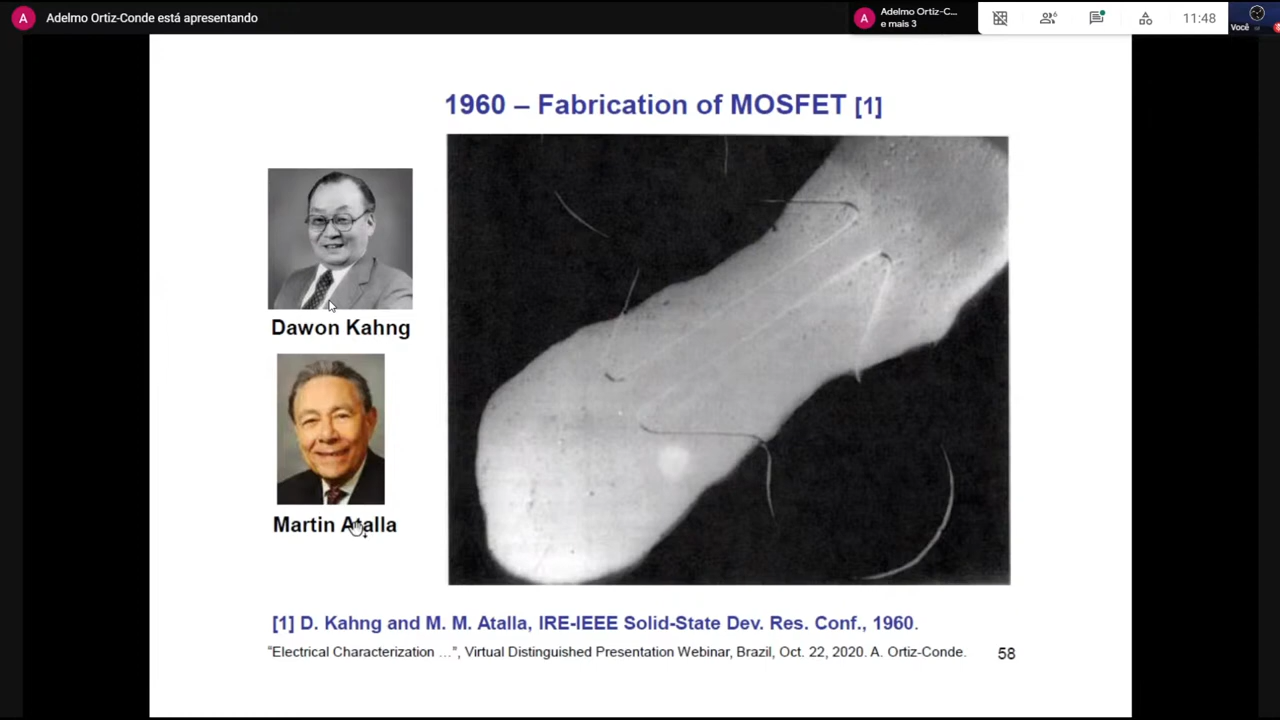 Adelmo Ortiz-Conde está apresentando
A
Adelmo Ortiz-C...
e mais 3
6
11:48
Você
1960 – Fabrication of MOSFET [1]
Dawon Kahng
Martin Atalla
[1] D. Kahng and M. M. Atalla, IRE-IEEE Solid-State Dev. Res. Conf., 1960.
“Electrical Characterization ...”, Virtual Distinguished Presentation Webinar, Brazil, Oct. 22, 2020. A. Ortiz-Conde.
58